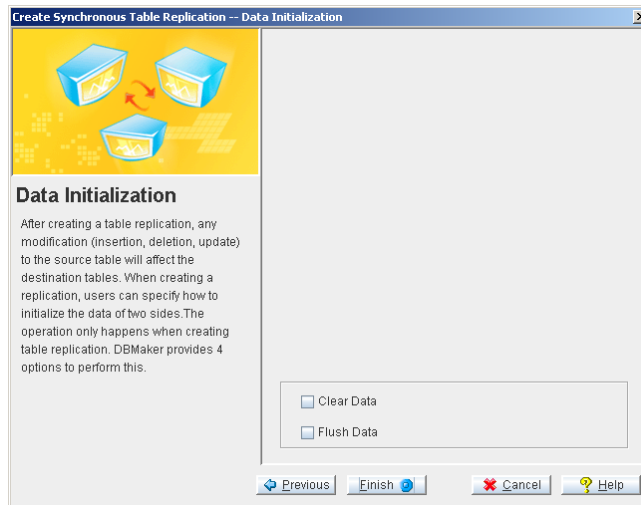 Create Synchronous Table Replication -- Data Initialization
Data Initialization
After creating a table replication, any
modification (insertion, deletion, update)
to the source table will affect the
destination tables. When creating a
replication, users can specify how to
initialize the data of two sides.The
operation only happens when creating
table replication. DBMaker provides 4
options to perform this.
Clear Data
Flush Data
Previous
Finish
Cancel
Help